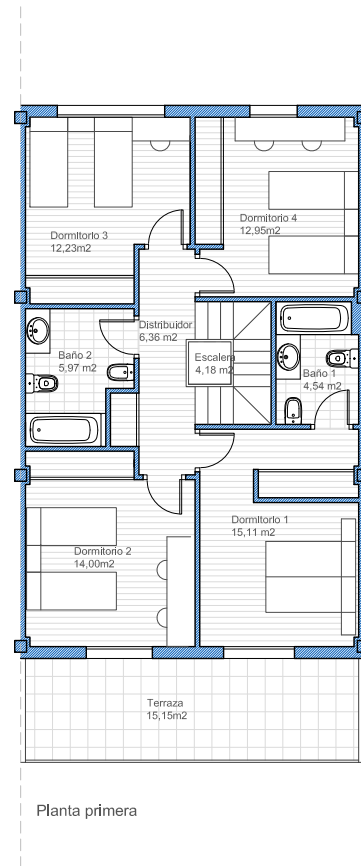 Dormitorio 3
12,23m2
Dormitorio 4
12,95m2
Distribuidor
6,36 m2
Escalera
4,18 m2
Baño 2
5,97 m2
Baño 1
4,54 m2
Dormitorio 1
15,11 m2
Dormitorio 2
14,00m2
Terraza
15,15m2
Planta primera